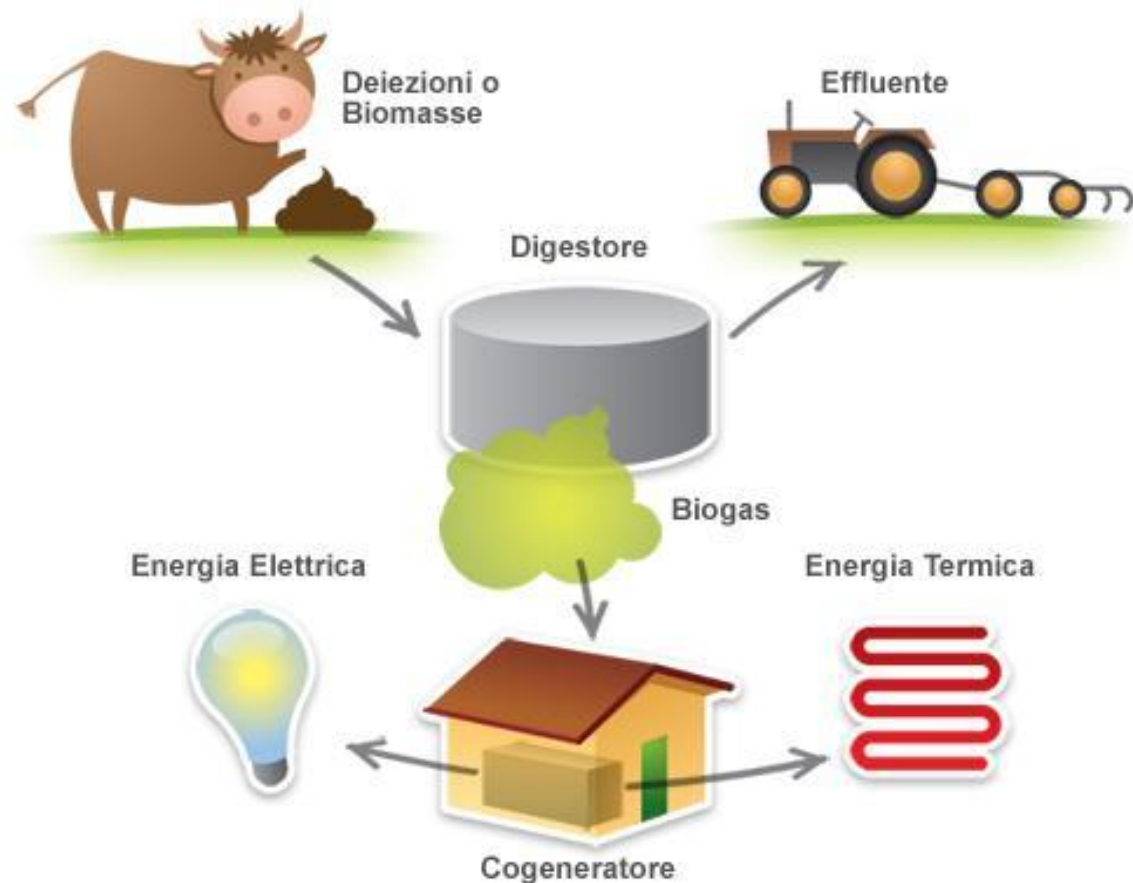 Deiezioni o
Biomasse
Effluente
Digestore
Biogas
Energia Elettrica
Energia Termica
Cogeneratore